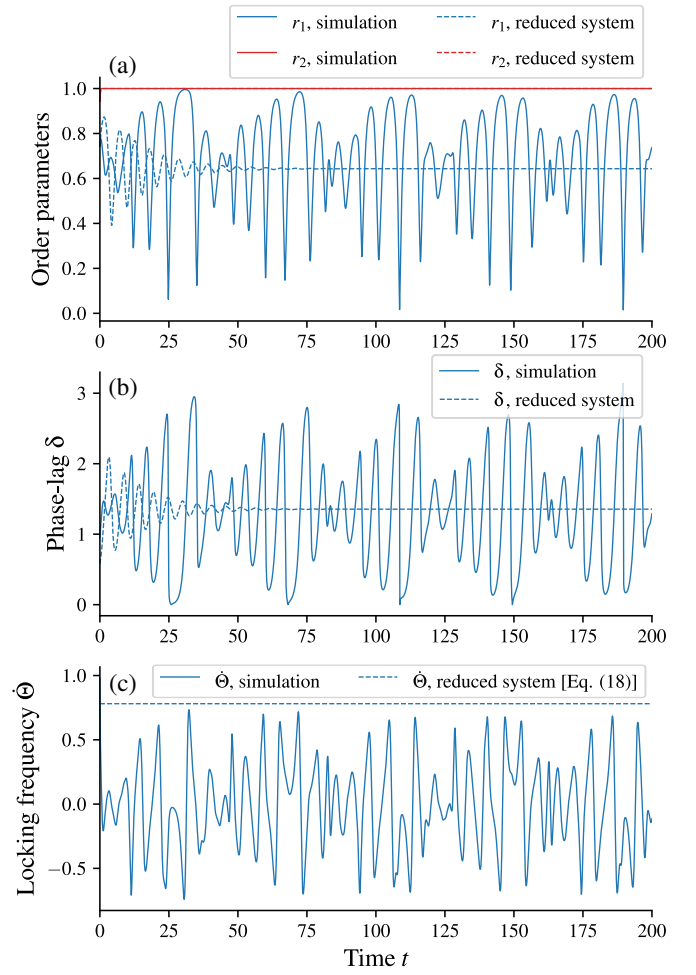 r₁, simulation
r₁, reduced system
r₂, simulation
r₂, reduced system
(a)
Order parameters
1.0
0.8
0.6
0.4
0.2
0.0
0 25 50 75 100 125 150 175 200
δ, simulation
δ, reduced system
(b)
Phase-lag δ
3
2
1
0
0 25 50 75 100 125 150 175 200
(c)
Θ̇, simulation
Θ̇, reduced system [Eq. (18)]
Locking frequency Θ̇
1.0
0.5
0.0
−0.5
0 25 50 75 100 125 150 175 200
Time t